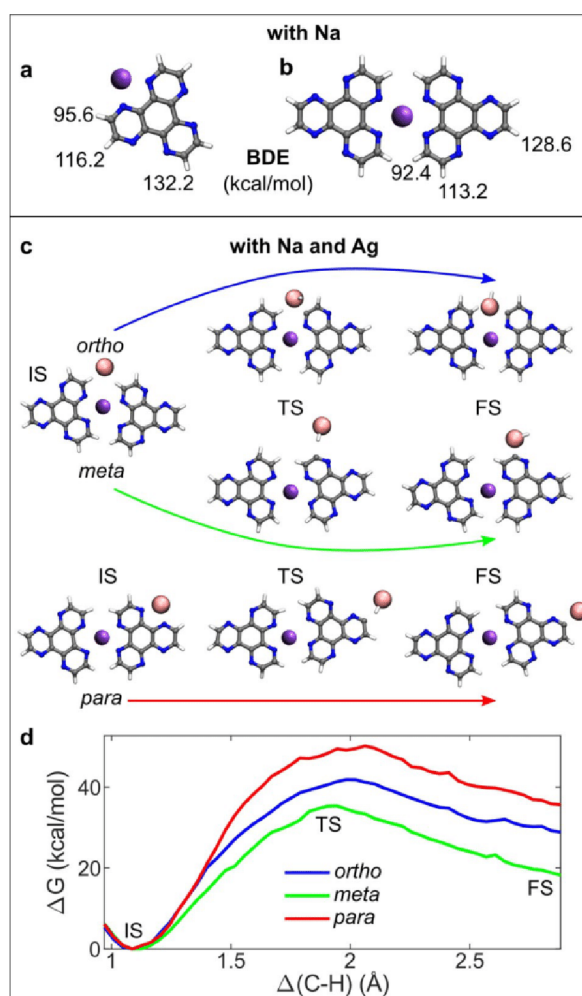 with Na
a
b
95.6
116.2
132.2
BDE
(kcal/mol)
92.4
113.2
128.6
c
with Na and Ag
ortho
IS
TS
FS
meta
IS
TS
FS
para
d
ΔG (kcal/mol)
40
20
0
IS
TS
FS
ortho
meta
para
1
1.5
2
2.5
Δ(C-H) (Å)